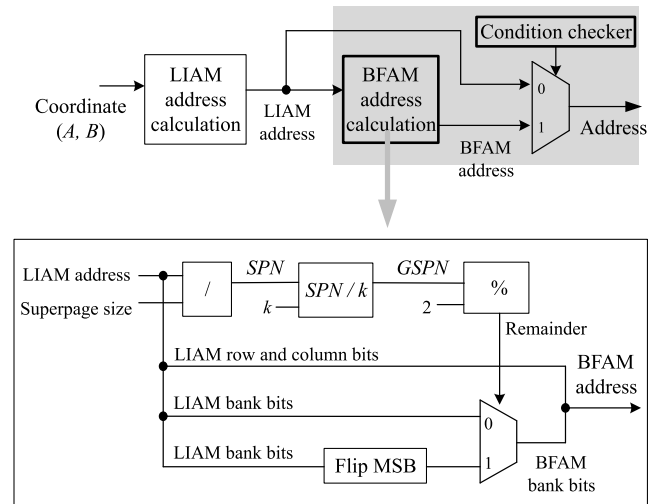 Condition checker
LIAM
address
calculation
BFAM
address
calculation
0
1
Coordinate
(A, B)
LIAM
address
BFAM
address
Address
LIAM address
Superpage size
/
SPN
k
SPN / k
GSPN
2
%
Remainder
LIAM row and column bits
BFAM
address
LIAM bank bits
0
LIAM bank bits
Flip MSB
1
BFAM
bank bits